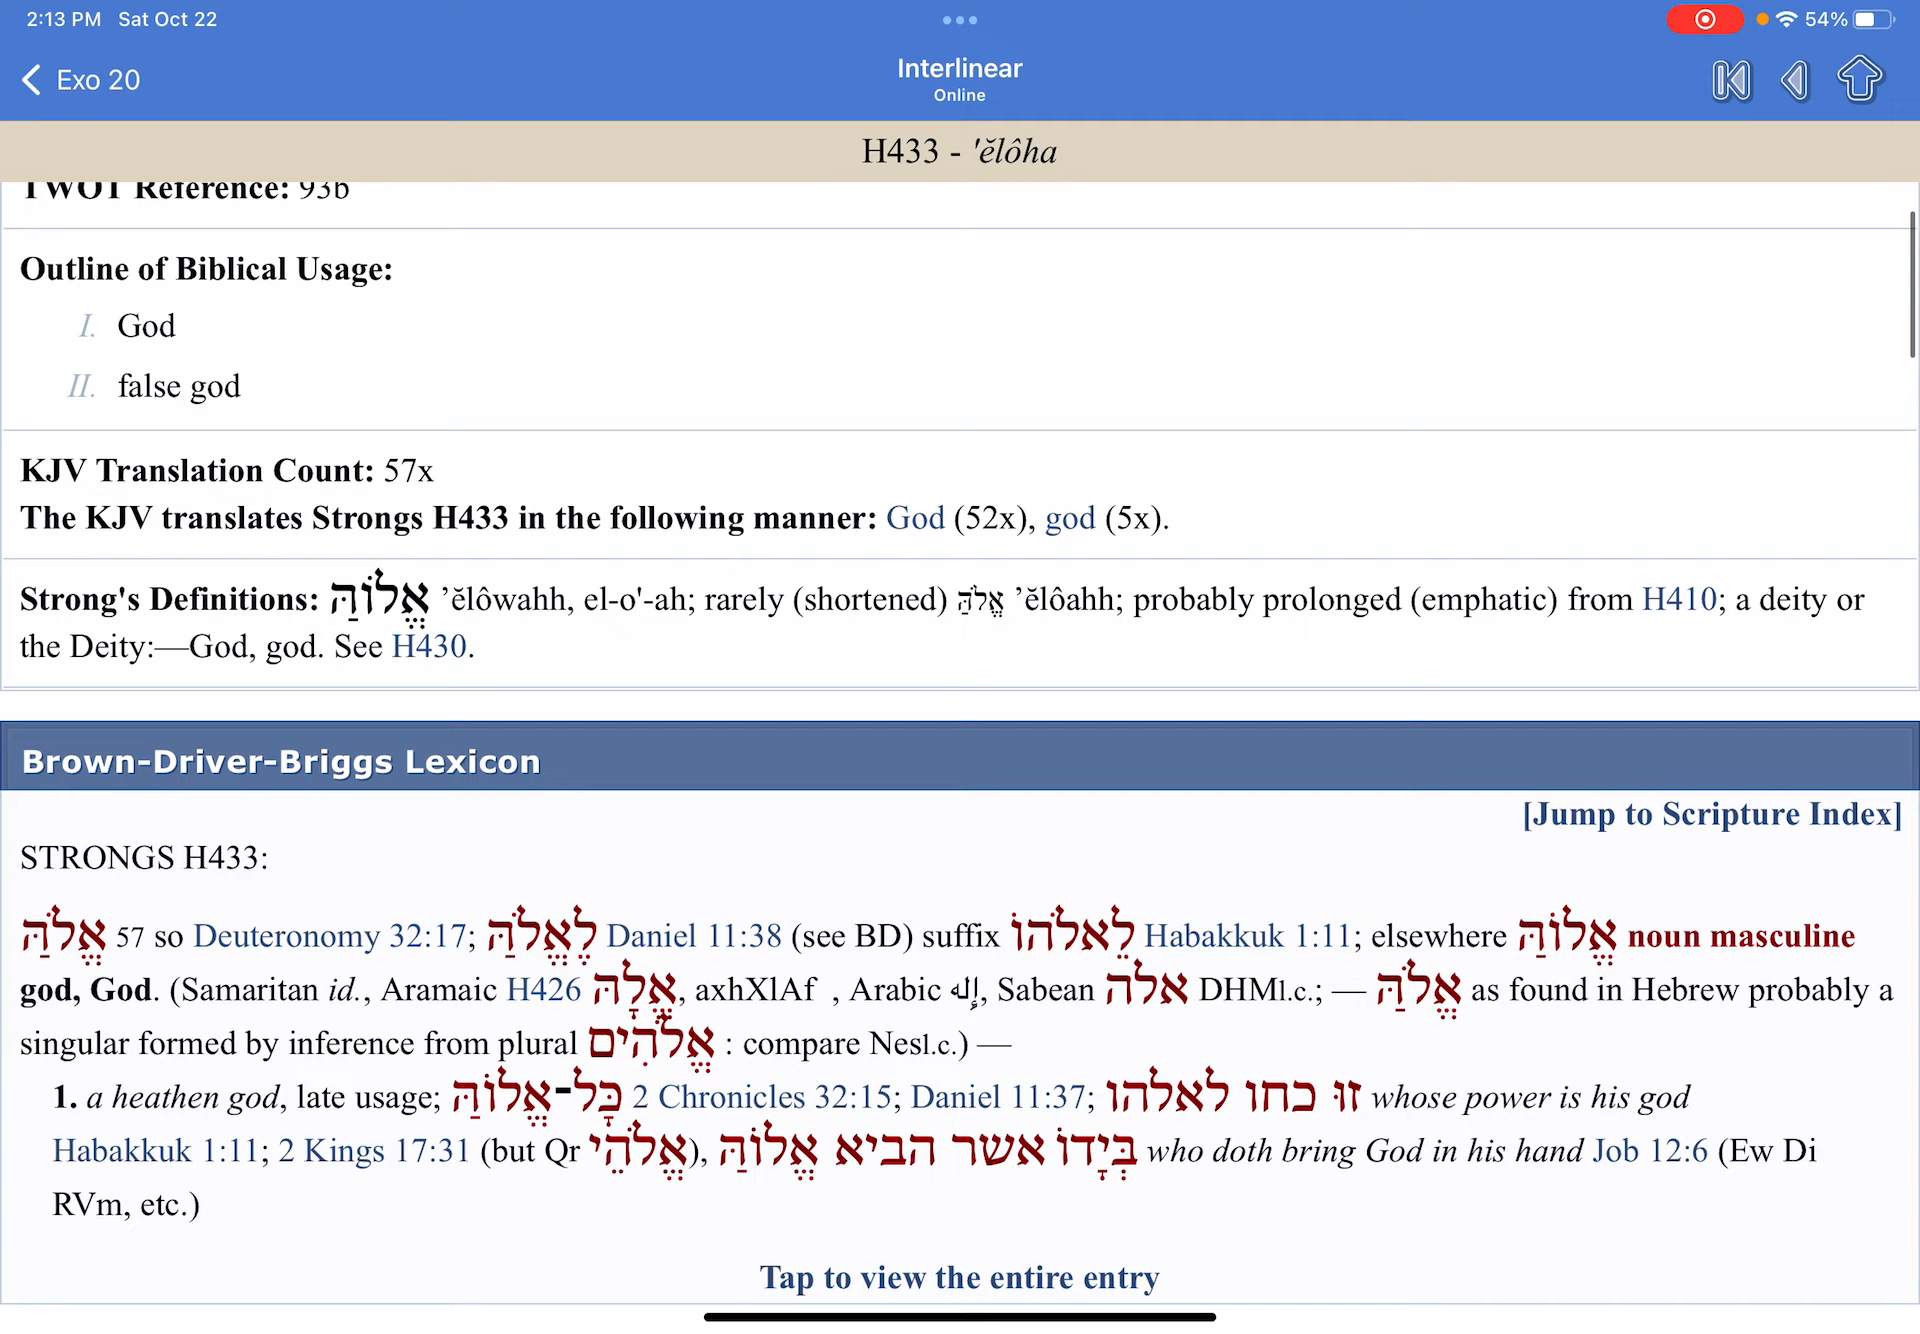 2:13 PM Sat Oct 22
54%
Exo 20
Interlinear
Online
H433 - 'ĕlôha
TWOT Reference: 93b
Outline of Biblical Usage:
I. God
II. false god
KJV Translation Count: 57x
The KJV translates Strongs H433 in the following manner: God (52x), god (5x).
Strong's Definitions: אֱלוֹהַּ ʼĕlôwahh, el-o'-ah; rarely (shortened) אֱלֹהַּ ʼĕlôahh; probably prolonged (emphatic) from H410; a deity or
the Deity:—God, god. See H430.
Brown-Driver-Briggs Lexicon
[Jump to Scripture Index]
STRONGS H433:
אֱלֹהַּ 57 so Deuteronomy 32:17; לֶאֱלֹהַּ Daniel 11:38 (see BD) suffix לֵאלֹהוֹ Habakkuk 1:11; elsewhere אֱלוֹהַּ noun masculine
god, God. (Samaritan id., Aramaic H426 אֱלָהּ, axhXlAf , Arabic إله, Sabean אלה DHMl.c.; — אֱלֹהַּ as found in Hebrew probably a
singular formed by inference from plural אֱלֹהִים : compare Nesl.c.) —
1. a heathen god, late usage; כָּל־אֱלוֹהַּ 2 Chronicles 32:15; Daniel 11:37; זוּ כחו לאלהו whose power is his god
Habakkuk 1:11; 2 Kings 17:31 (but Qr אֱלֹהֵי), בְּיָדוֹ אשר הביא אֱלוֹהַּ who doth bring God in his hand Job 12:6 (Ew Di
RVm, etc.)
Tap to view the entire entry